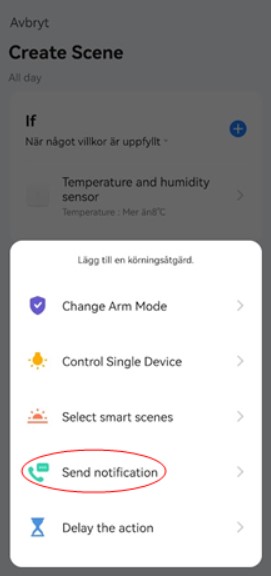 Avbryt
Create Scene
All day
If
När något villkor är uppfyllt
Temperature and humidity
sensor
Temperature : Mer än8°C
Lägg till en körningsåtgärd.
Change Arm Mode
Control Single Device
Select smart scenes
Send notification
Delay the action